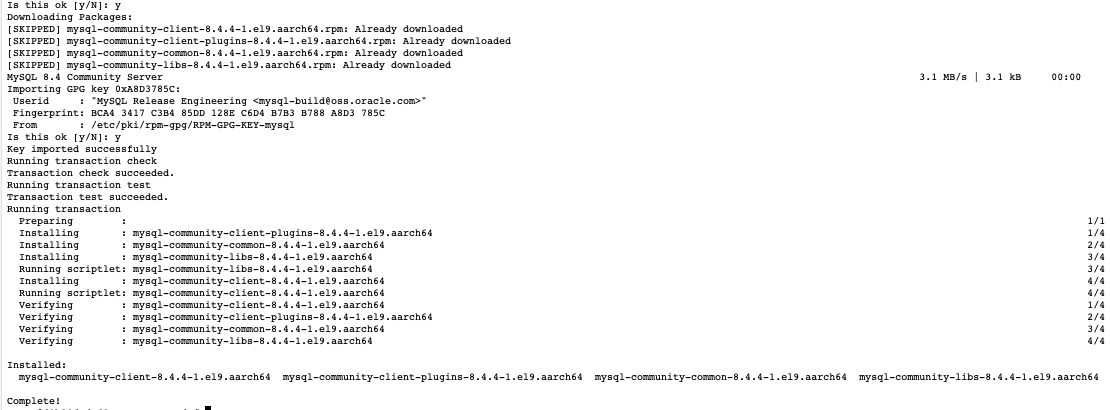 Is this ok [y/N]: y
Downloading Packages:
[SKIPPED] mysql-community-client-8.4.4-1.el9.aarch64.rpm: Already downloaded
[SKIPPED] mysql-community-client-plugins-8.4.4-1.el9.aarch64.rpm: Already downloaded
[SKIPPED] mysql-community-common-8.4.4-1.el9.aarch64.rpm: Already downloaded
[SKIPPED] mysql-community-libs-8.4.4-1.el9.aarch64.rpm: Already downloaded
MySQL 8.4 Community Server 3.1 MB/s | 3.1 kB 00:00
Importing GPG key 0xA8D3785C:
Userid : "MySQL Release Engineering <mysql-build@oss.oracle.com>"
Fingerprint: BCA4 3417 C3B4 85DD 128E C6D4 B7B3 B788 A8D3 785C
From : /etc/pki/rpm-gpg/RPM-GPG-KEY-mysql
Is this ok [y/N]: y
Key imported successfully
Running transaction check
Transaction check succeeded.
Running transaction test
Transaction test succeeded.
Running transaction
Preparing : 1/1
Installing : mysql-community-client-plugins-8.4.4-1.el9.aarch64 1/4
Installing : mysql-community-common-8.4.4-1.el9.aarch64 2/4
Installing : mysql-community-libs-8.4.4-1.el9.aarch64 3/4
Running scriptlet: mysql-community-libs-8.4.4-1.el9.aarch64 3/4
Installing : mysql-community-client-8.4.4-1.el9.aarch64 4/4
Running scriptlet: mysql-community-client-8.4.4-1.el9.aarch64 4/4
Verifying : mysql-community-client-8.4.4-1.el9.aarch64 1/4
Verifying : mysql-community-client-plugins-8.4.4-1.el9.aarch64 2/4
Verifying : mysql-community-common-8.4.4-1.el9.aarch64 3/4
Verifying : mysql-community-libs-8.4.4-1.el9.aarch64 4/4
Installed:
mysql-community-client-8.4.4-1.el9.aarch64 mysql-community-client-plugins-8.4.4-1.el9.aarch64 mysql-community-common-8.4.4-1.el9.aarch64 mysql-community-libs-8.4.4-1.el9.aarch64
Complete!